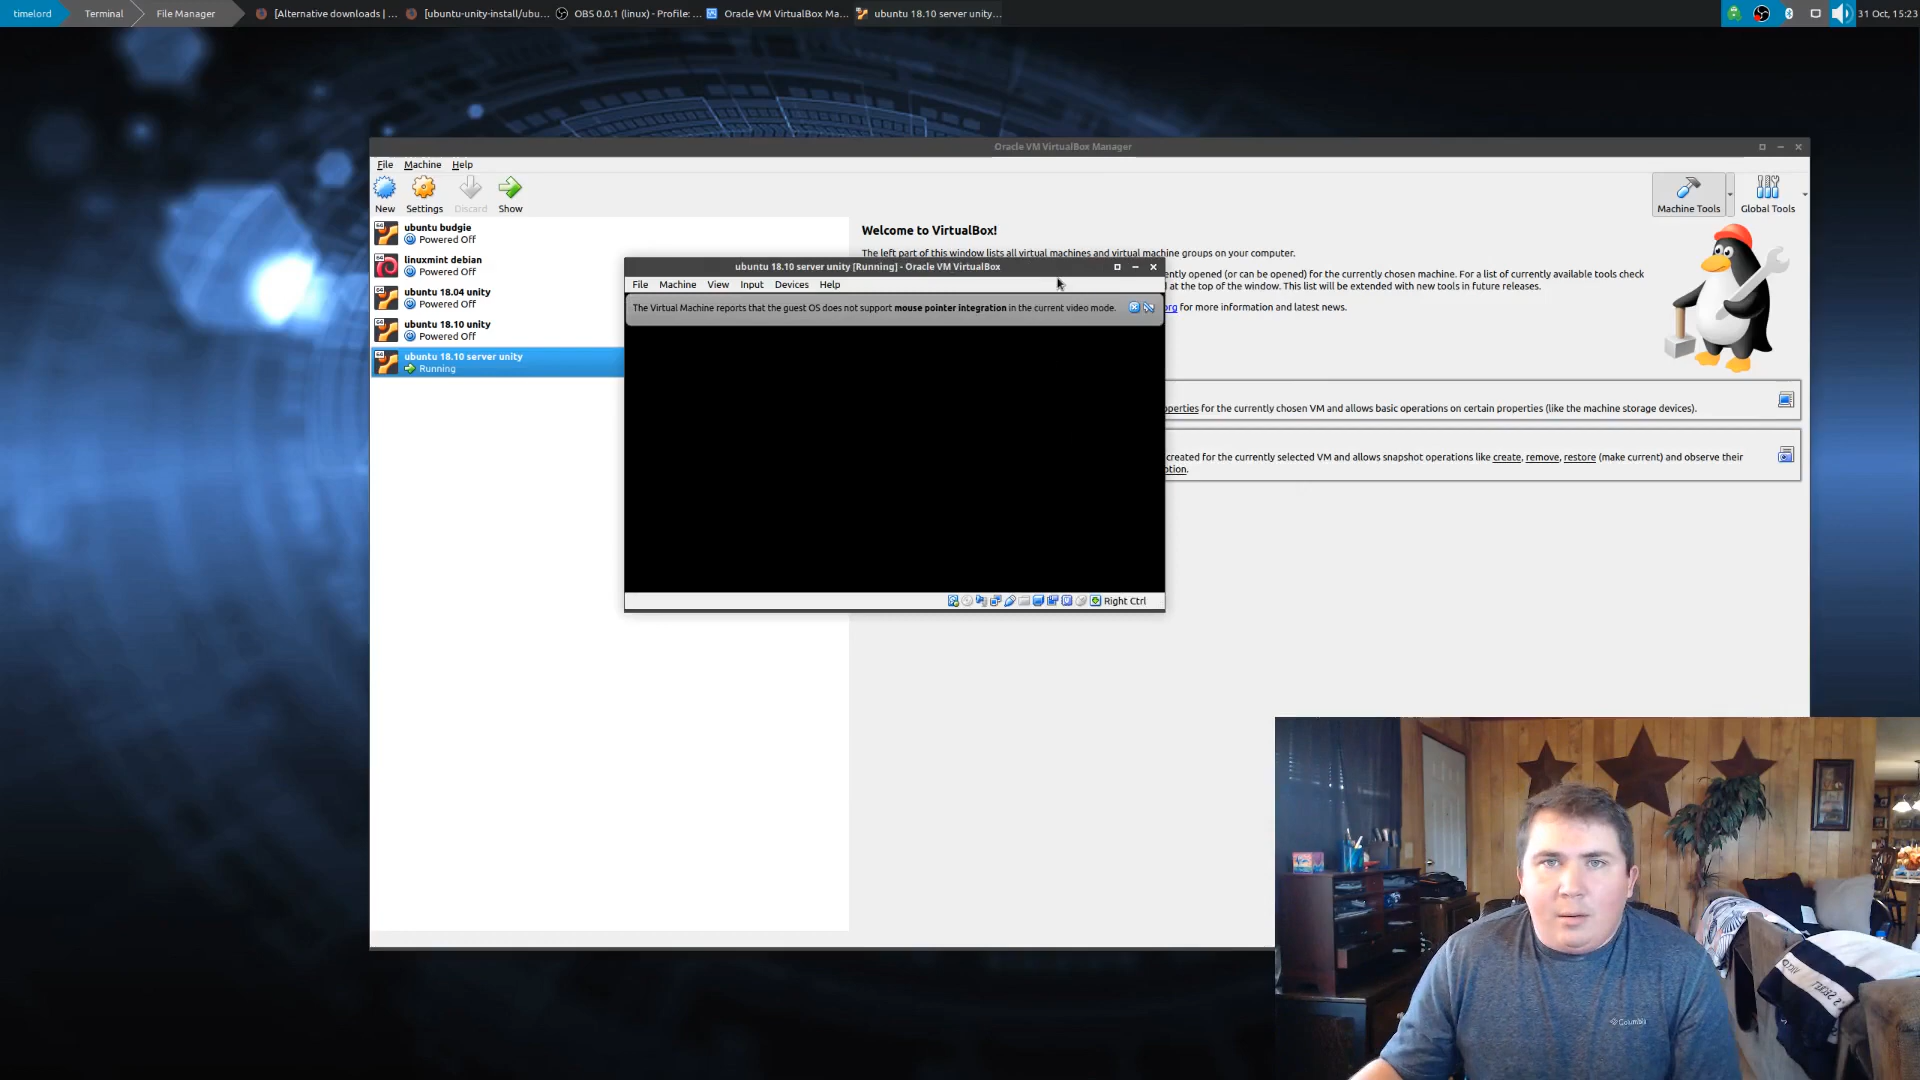 timelord
Terminal
File Manager
[Alternative downloads | ...
[ubuntu-unity-install/ubu...
OBS 0.0.1 (linux) - Profile: ...
Oracle VM VirtualBox Ma...
ubuntu 18.10 server unity...
31 Oct, 15:23
Oracle VM VirtualBox Manager
File Machine Help
New
Settings
Discard
Show
Machine Tools
Global Tools
ubuntu budgie
Powered Off
linuxmint debian
Powered Off
ubuntu 18.04 unity
Powered Off
ubuntu 18.10 unity
Powered Off
ubuntu 18.10 server unity
Running
Welcome to VirtualBox!
The left part of this window lists all virtual machines and virtual machine groups on your computer.
ntly opened (or can be opened) for the currently chosen machine. For a list of currently available tools check
at the top of the window. This list will be extended with new tools in future releases.
org for more information and latest news.
ubuntu 18.10 server unity [Running] - Oracle VM VirtualBox
File Machine View Input Devices Help
The Virtual Machine reports that the guest OS does not support mouse pointer integration in the current video mode.
operties for the currently chosen VM and allows basic operations on certain properties (like the machine storage devices).
created for the currently selected VM and allows snapshot operations like create, remove, restore (make current) and observe their
ption.
Right Ctrl
Columbia